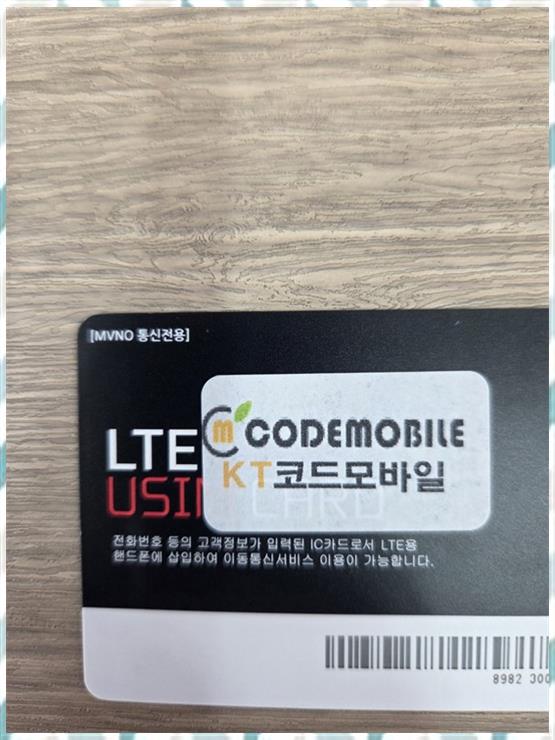 [MVNO 통신전용]
LTE
CODEMOBILE
KT코드모바일
USIM CARD
전화번호 등의 고객정보가 입력된 IC카드로서 LTE용
핸드폰에 삽입하여 이동통신서비스 이용이 가능합니다.
8982 300